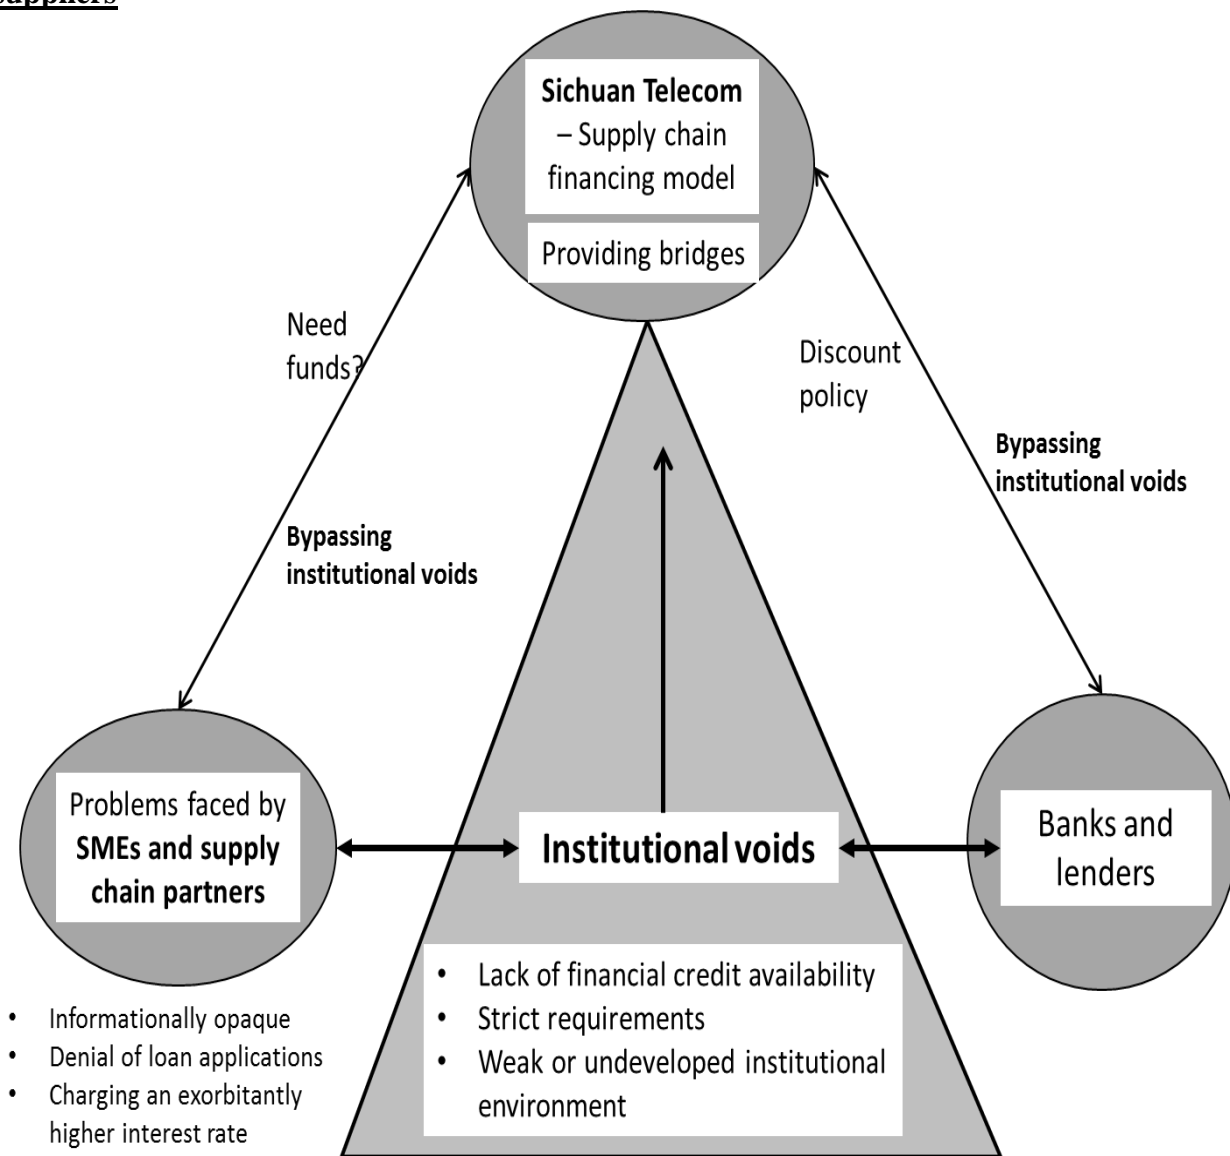 suppliers
Sichuan Telecom
– Supply chain
financing model
Providing bridges
Need
funds?
Discount
policy
Bypassing
institutional voids
Bypassing
institutional voids
Problems faced by
SMEs and supply
chain partners
Institutional voids
Banks and
lenders
• Lack of financial credit availability
• Strict requirements
• Weak or undeveloped institutional
environment
• Informationally opaque
• Denial of loan applications
• Charging an exorbitantly
higher interest rate